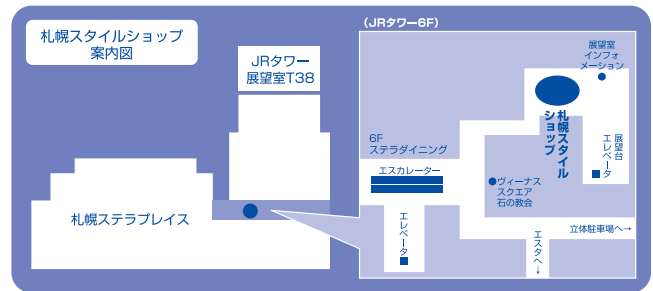 札幌スタイルショップ
案内図
JRタワー
展望室T38
札幌ステラプレイス
（JRタワー6F）
展望室
インフォ
メーション
札幌スタイル
ショップ
6F
ステラダイニング
エスカレーター
展望台
エレベータ
ヴィーナス
スクエア
石の教会
エレベータ
立体駐車場へ→
エスタへ→